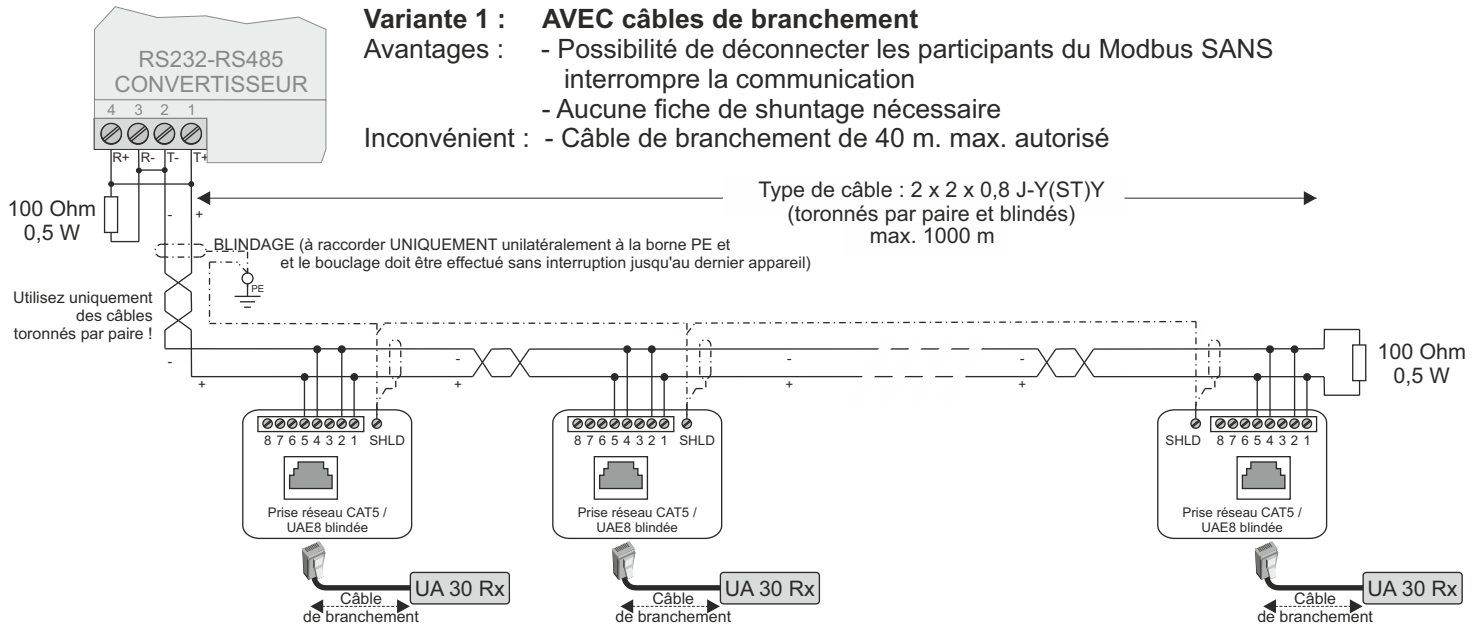 Variante 1 : AVEC câbles de branchement
Avantages : - Possibilité de déconnecter les participants du Modbus SANS
interrompre la communication
- Aucune fiche de shuntage nécessaire
Inconvénient : - Câble de branchement de 40 m. max. autorisé
RS232-RS485
CONVERTISSEUR
4 3 2 1
R+ R- T- T+
100 Ohm
0,5 W
- +
Type de câble : 2 x 2 x 0,8 J-Y(ST)Y
(toronnés par paire et blindés)
max. 1000 m
BLINDAGE (à raccorder UNIQUEMENT unilatéralement à la borne PE et
et le bouclage doit être effectué sans interruption jusqu'au dernier appareil)
PE
Utilisez uniquement
des câbles
toronnés par paire !
- - - -
+ + + +
100 Ohm
0,5 W
8 7 6 5 4 3 2 1 SHLD
Prise réseau CAT5 /
UAE8 blindée
UA 30 Rx
Câble
de branchement
8 7 6 5 4 3 2 1 SHLD
Prise réseau CAT5 /
UAE8 blindée
UA 30 Rx
Câble
de branchement
SHLD 8 7 6 5 4 3 2 1
Prise réseau CAT5 /
UAE8 blindée
UA 30 Rx
Câble
de branchement